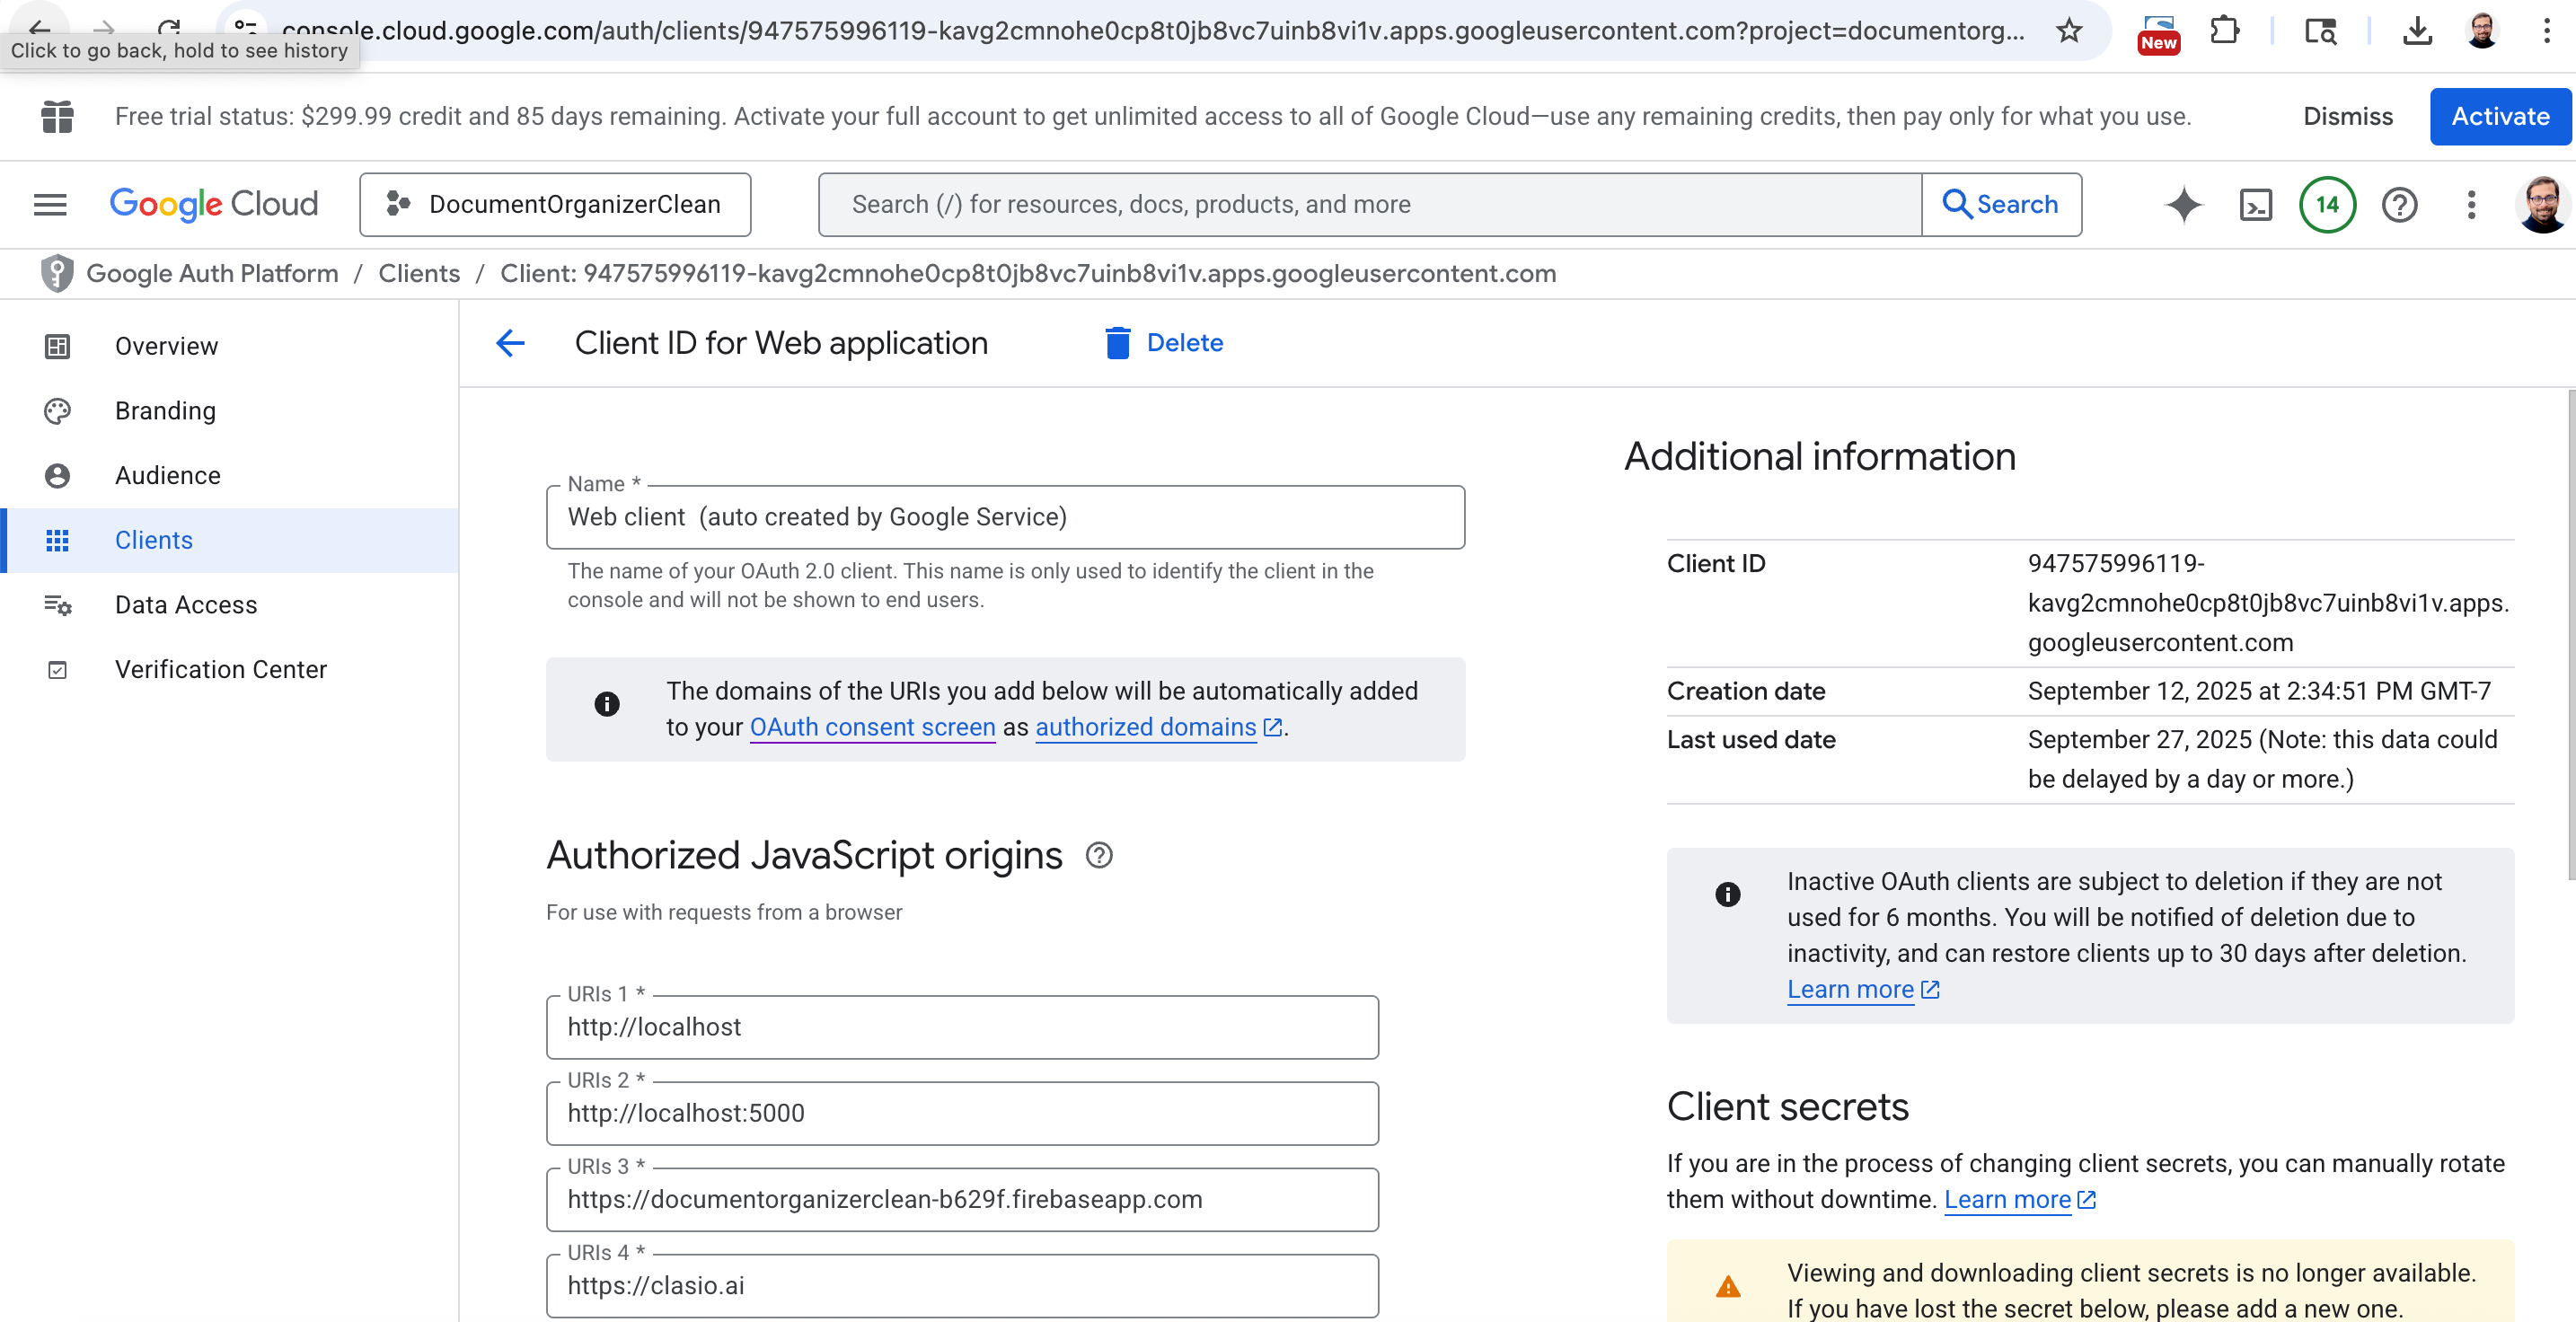 console.cloud.google.com/auth/clients/947575996119-kavg2cmnohe0cp8t0jb8vc7uinb8vi1v.apps.googleusercontent.com?project=documentorg...
New
Click to go back, hold to see history
Free trial status: $299.99 credit and 85 days remaining. Activate your full account to get unlimited access to all of Google Cloud—use any remaining credits, then pay only for what you use.
Dismiss
Activate
Google Cloud
DocumentOrganizerClean
Search (/) for resources, docs, products, and more
Search
14
Google Auth Platform / Clients / Client: 947575996119-kavg2cmnohe0cp8t0jb8vc7uinb8vi1v.apps.googleusercontent.com
Overview
Branding
Audience
Clients
Data Access
Verification Center
Client ID for Web application
Delete
Name *
Web client  (auto created by Google Service)
The name of your OAuth 2.0 client. This name is only used to identify the client in the
console and will not be shown to end users.
The domains of the URIs you add below will be automatically added
to your OAuth consent screen as authorized domains.
Authorized JavaScript origins
For use with requests from a browser
URIs 1 *
http://localhost
URIs 2 *
http://localhost:5000
URIs 3 *
https://documentorganizerclean-b629f.firebaseapp.com
URIs 4 *
https://clasio.ai
Additional information
Client ID
947575996119-
kavg2cmnohe0cp8t0jb8vc7uinb8vi1v.apps.
googleusercontent.com
Creation date
September 12, 2025 at 2:34:51 PM GMT-7
Last used date
September 27, 2025 (Note: this data could
be delayed by a day or more.)
Inactive OAuth clients are subject to deletion if they are not
used for 6 months. You will be notified of deletion due to
inactivity, and can restore clients up to 30 days after deletion.
Learn more
Client secrets
If you are in the process of changing client secrets, you can manually rotate
them without downtime. Learn more
Viewing and downloading client secrets is no longer available.
If you have lost the secret below, please add a new one.